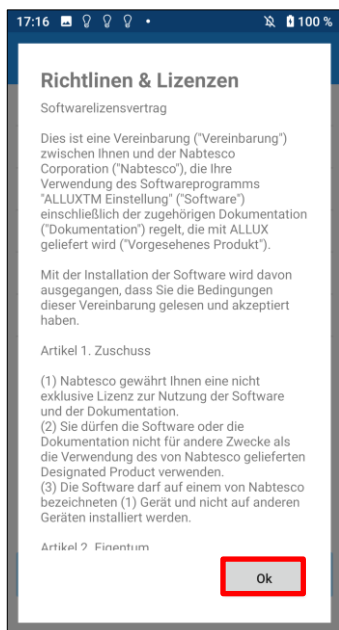 17:16 100 %
Richtlinen & Lizenzen
Softwarelizensvertrag
Dies ist eine Vereinbarung ("Vereinbarung")
zwischen Ihnen und der Nabtesco
Corporation ("Nabtesco"), die Ihre
Verwendung des Softwareprogramms
"ALLUXTM Einstellung" ("Software")
einschließlich der zugehörigen Dokumentation
("Dokumentation") regelt, die mit ALLUX
geliefert wird ("Vorgesehenes Produkt").
Mit der Installation der Software wird davon
ausgegangen, dass Sie die Bedingungen
dieser Vereinbarung gelesen und akzeptiert
haben.
Artikel 1. Zuschuss
(1) Nabtesco gewährt Ihnen eine nicht
exklusive Lizenz zur Nutzung der Software
und der Dokumentation.
(2) Sie dürfen die Software oder die
Dokumentation nicht für andere Zwecke als
die Verwendung des von Nabtesco gelieferten
Designated Product verwenden.
(3) Die Software darf auf einem von Nabtesco
bezeichneten (1) Gerät und nicht auf anderen
Geräten installiert werden.
Artikel 2. Eigentum
Ok